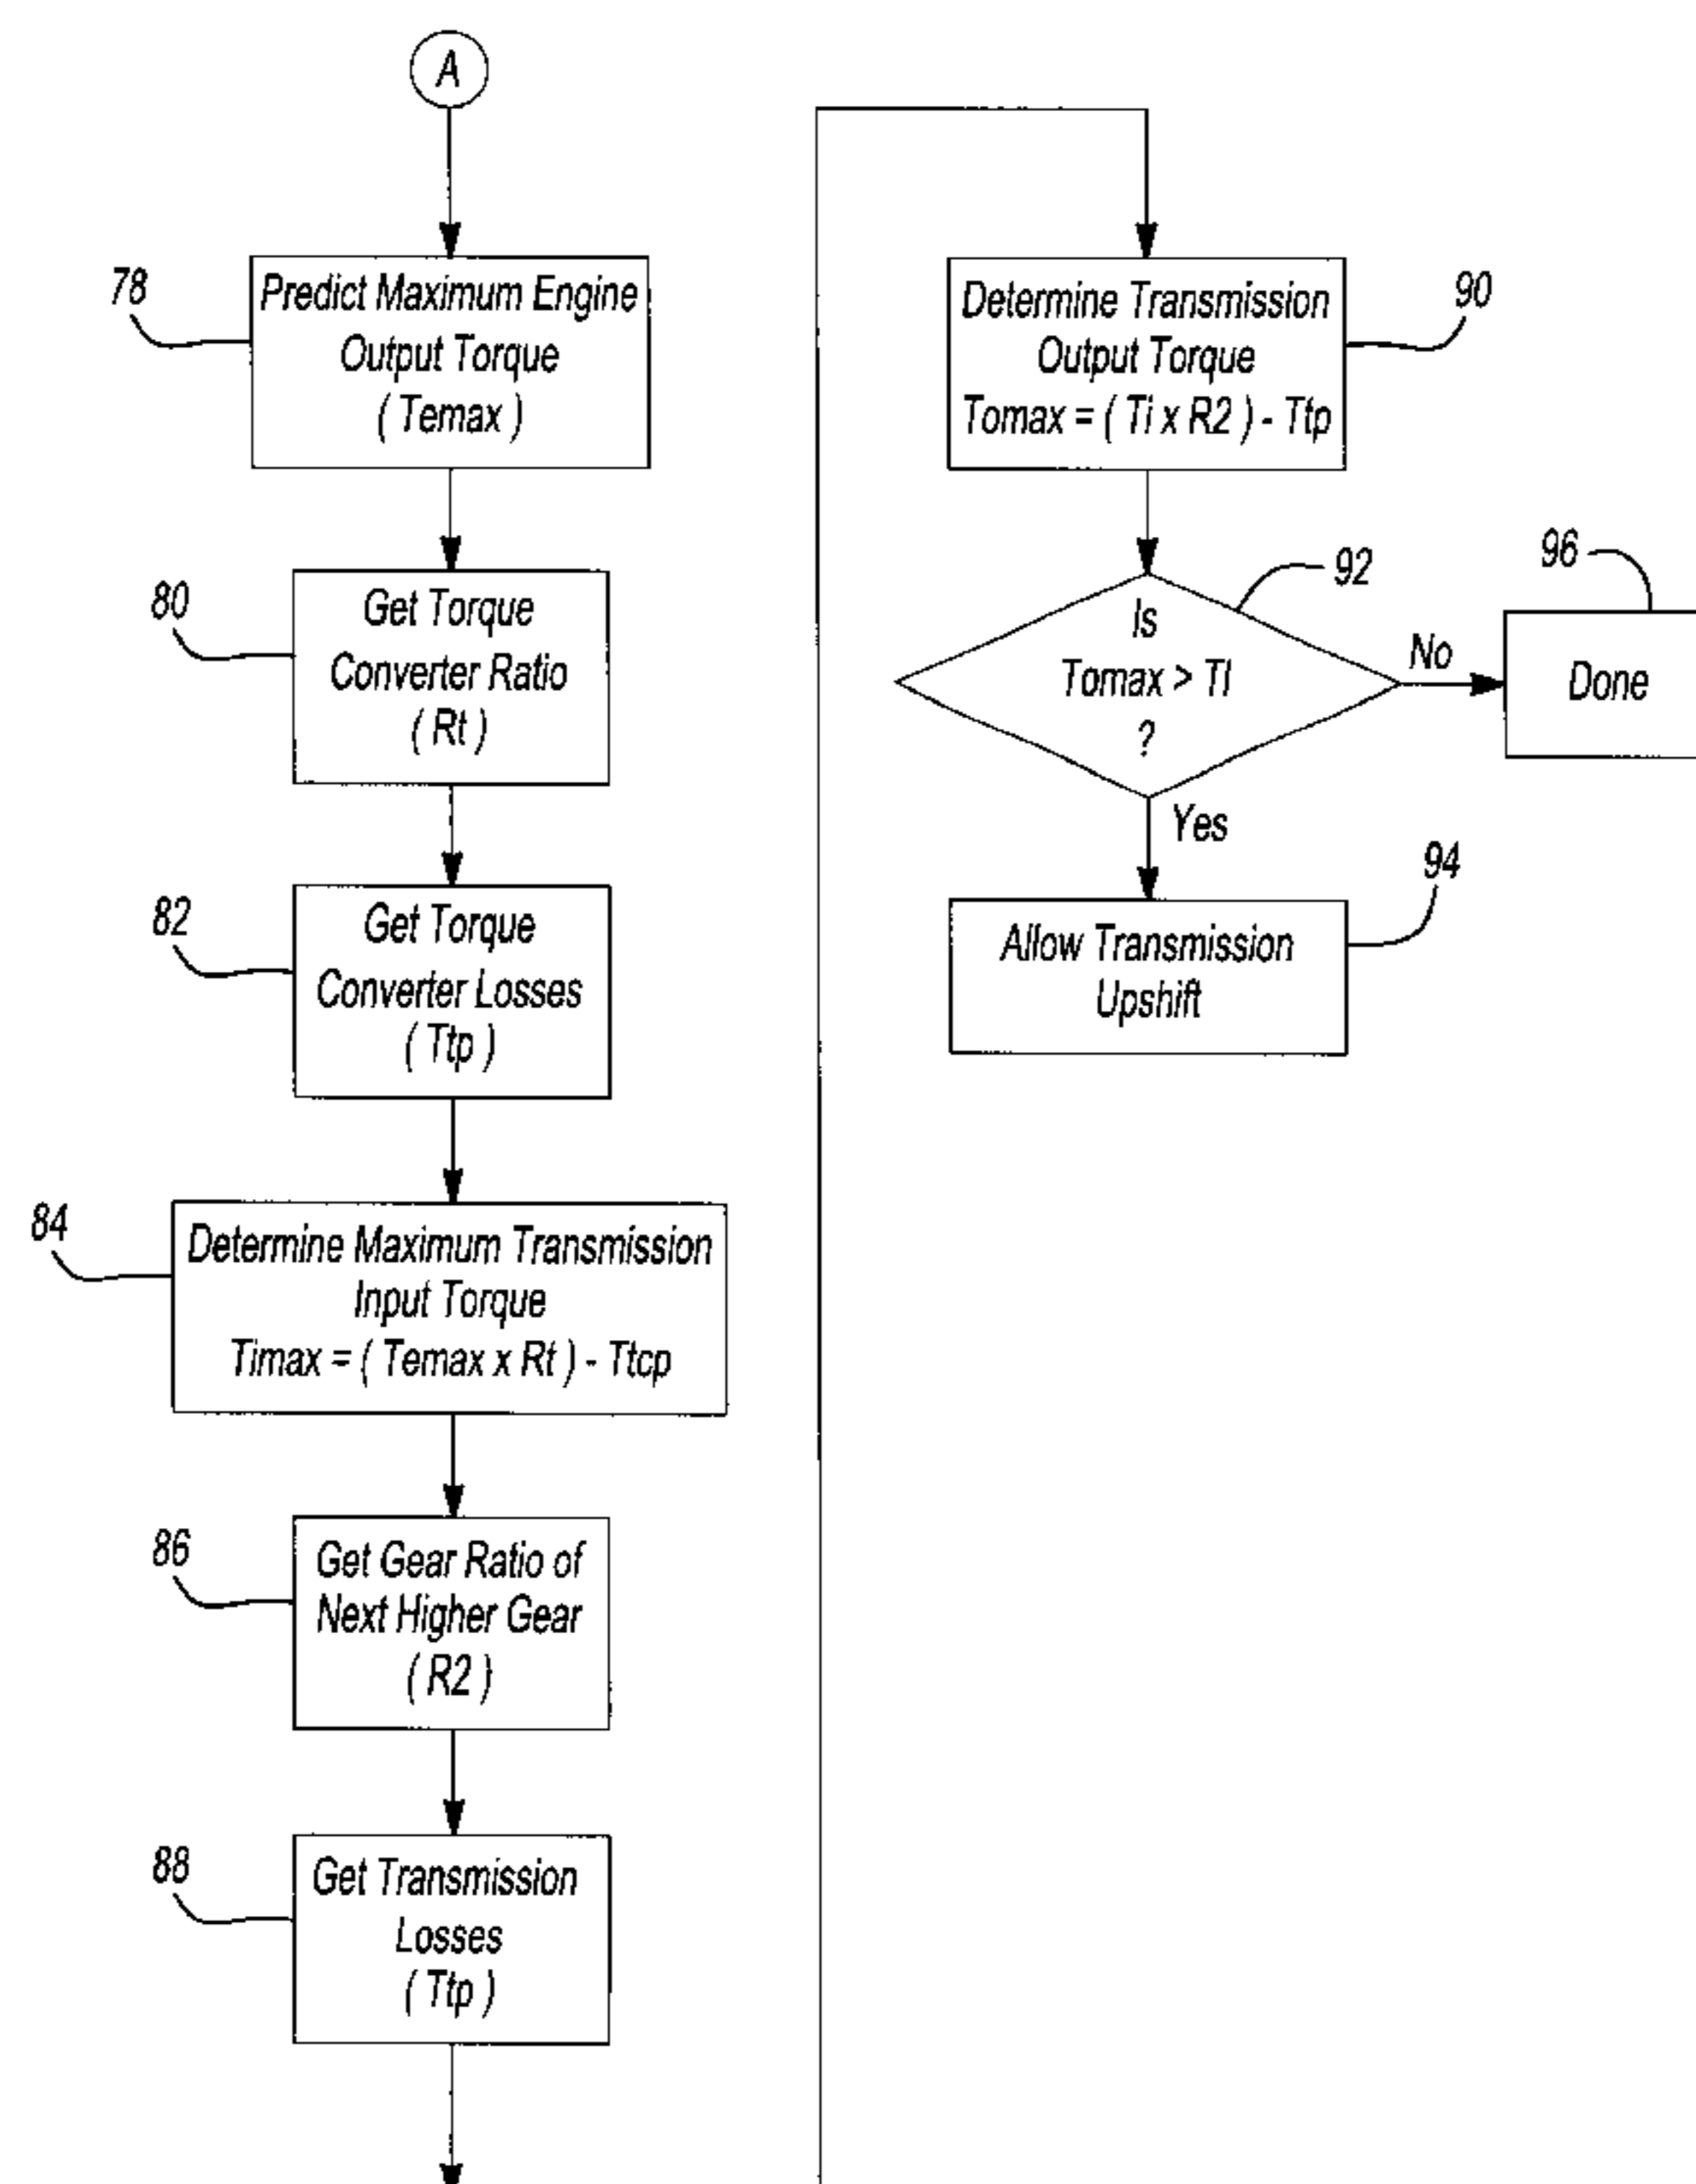 A
78
Predict Maximum Engine
Output Torque
( Temax )
80
Get Torque
Converter Ratio
( Rt )
82
Get Torque
Converter Losses
( Ttp )
84
Determine Maximum Transmission
Input Torque
Timax = ( Temax x Rt ) - Ttcp
86
Get Gear Ratio of
Next Higher Gear
( R2 )
88
Get Transmission
Losses
( Ttp )
90
Determine Transmission
Output Torque
Tomax = ( Ti x R2 ) - Ttp
92
Is
Tomax > Tl
?
No
96
Done
Yes
94
Allow Transmission
Upshift